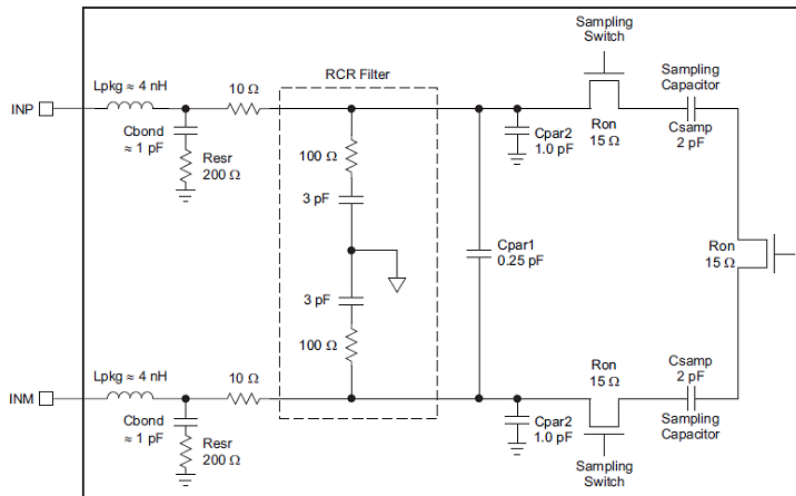 Sampling
Switch
Lpkg ≈ 4 nH
10 Ω
RCR Filter
Sampling
Capacitor
INP
Cbond
≈ 1 pF
Resr
200 Ω
100 Ω
3 pF
Cpar2
1.0 pF
Ron
15 Ω
Csamp
2 pF
Cpar1
0.25 pF
Ron
15 Ω
3 pF
100 Ω
Lpkg ≈ 4 nH
10 Ω
Ron
15 Ω
Csamp
2 pF
INM
Cbond
≈ 1 pF
Resr
200 Ω
Cpar2
1.0 pF
Sampling
Capacitor
Sampling
Switch